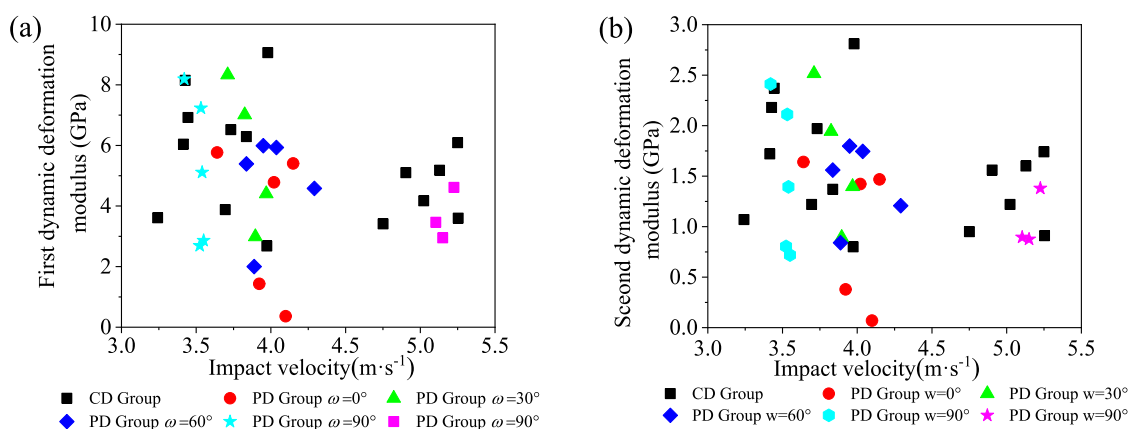 (a)
First dynamic deformation
modulus (GPa)
10
8
6
4
2
0
3.0 3.5 4.0 4.5 5.0 5.5
Impact velocity(m·s-1)
CD Group PD Group ω=0° PD Group ω=30°
PD Group ω=60° PD Group ω=90° PD Group ω=90°
(b)
Sceond dynamic deformation
modulus (GPa)
3.0
2.5
2.0
1.5
1.0
0.5
0.0
3.0 3.5 4.0 4.5 5.0 5.5
Impact velocity(m·s-1)
CD Group PD Group w=0° PD Group w=30°
PD Group w=60° PD Group w=90° PD Group w=90°